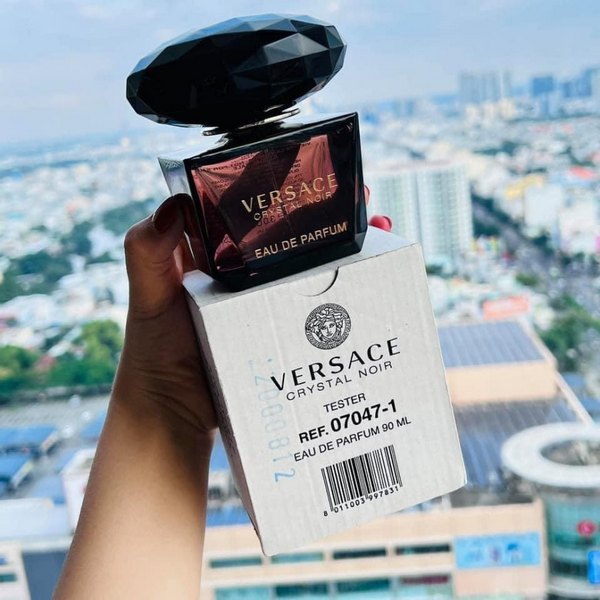 VERSACE
CRYSTAL NOIR
EAU DE PARFUM
VERSACE
CRYSTAL NOIR
TESTER
REF. 07047-1
EAU DE PARFUM 90 ML
8 011003 997831